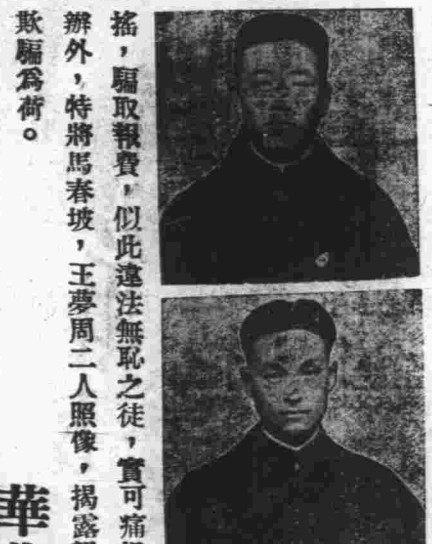 搖，騙取報費，似此違法無恥之徒，實可痛
辦外，特將馬春坡，王夢周二人照像，揭露
欺騙爲荷。
華